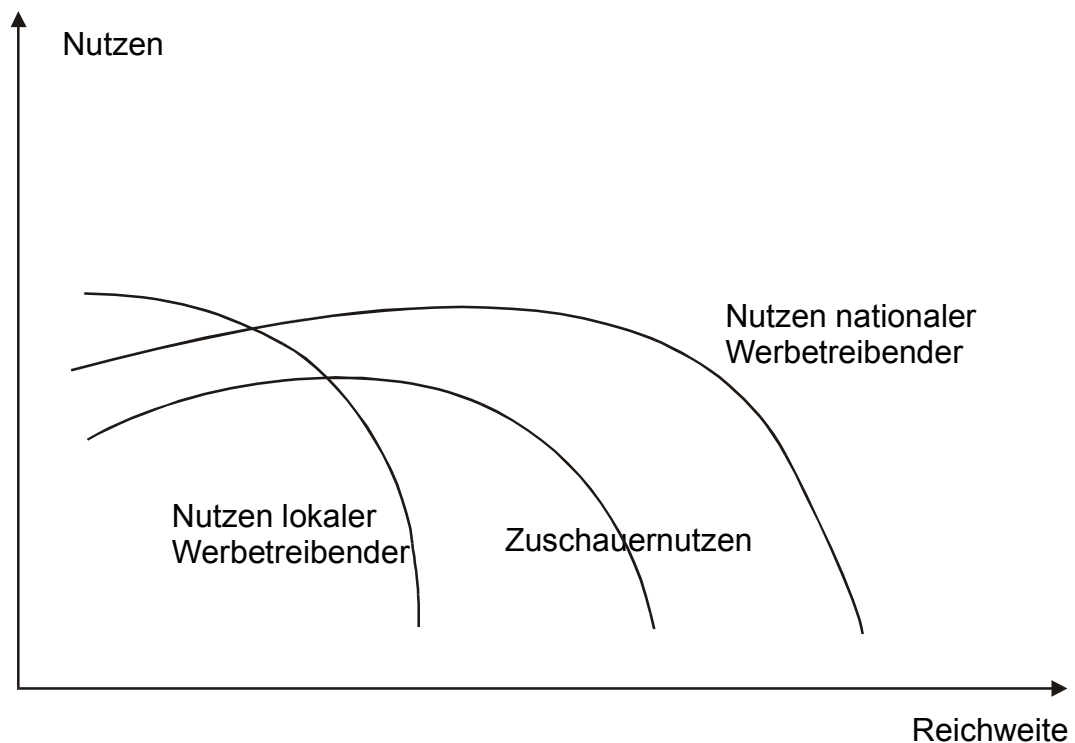 Nutzen
Nutzen nationaler
Werbetreibender
Nutzen lokaler
Werbetreibender
Zuschauernutzen
Reichweite